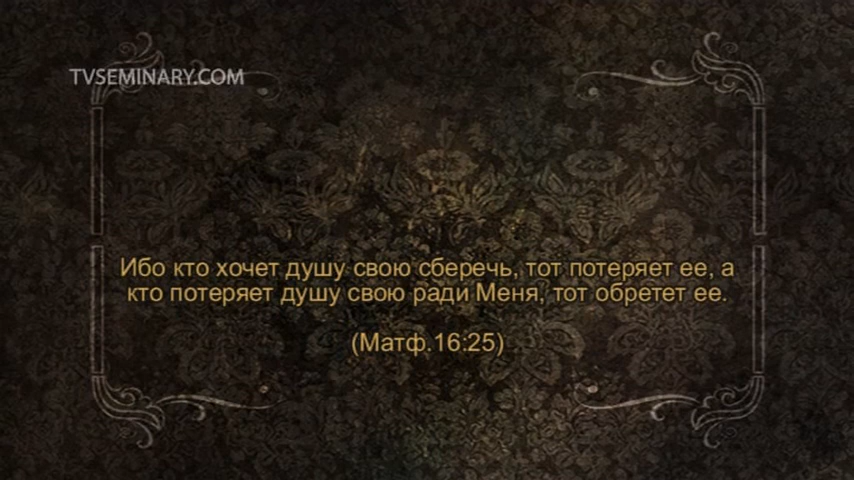 TVSEMINARY.COM
Ибо кто хочет душу свою сберечь, тот потеряет ее, а
кто потеряет душу свою ради Меня, тот обретет ее.
(Матф.16:25)